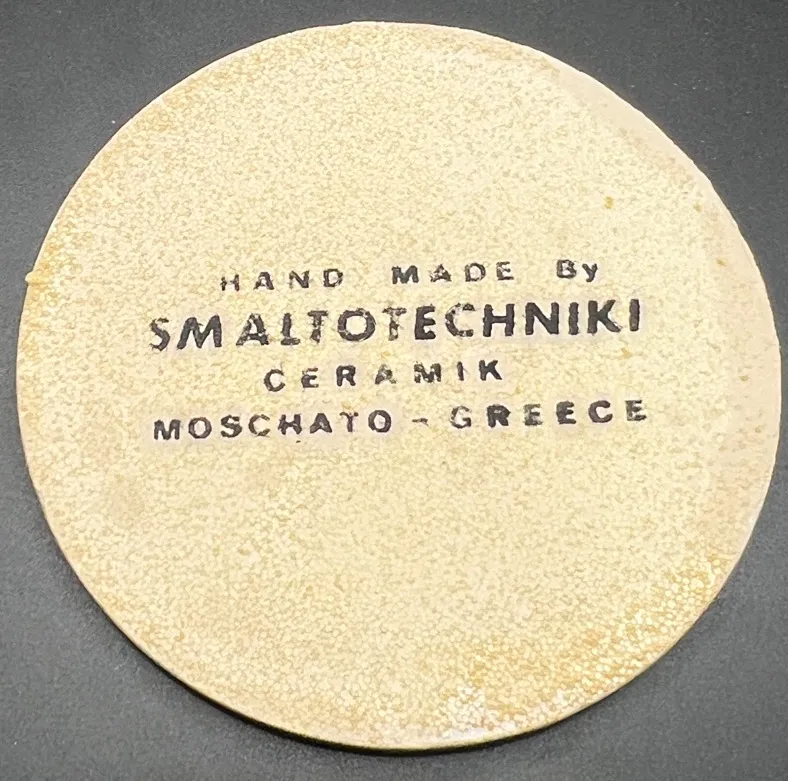 HAND MADE By
SMALTOTECHNIKI
CERAMIK
MOSCHATO - GREECE